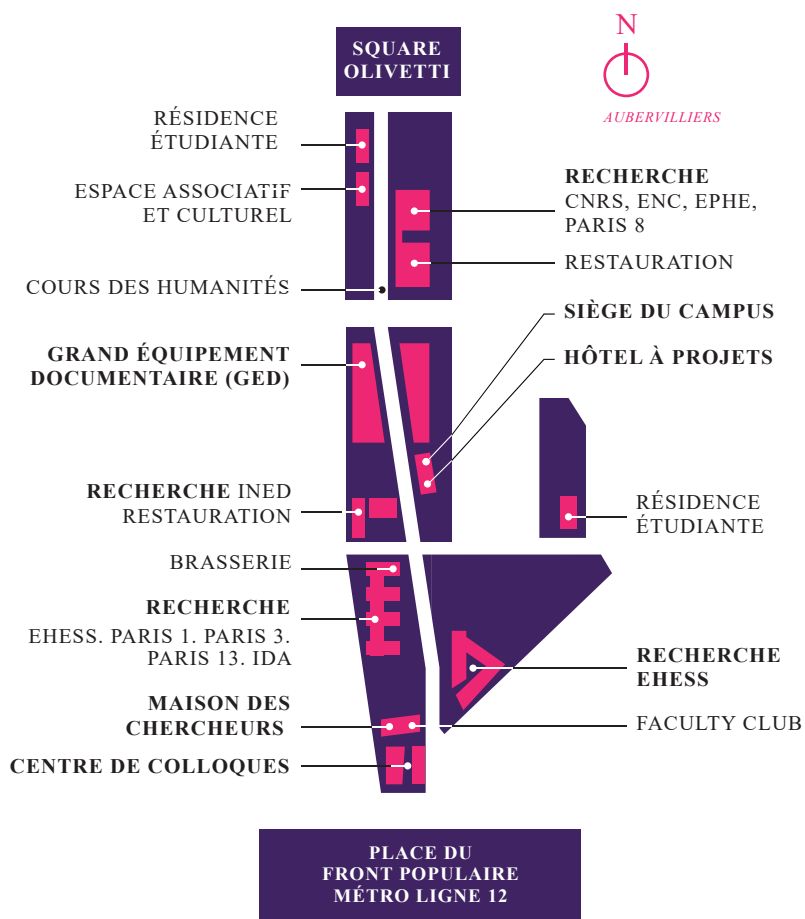 SQUARE
OLIVETTI
N
AUBERVILLIERS
RÉSIDENCE
ÉTUDIANTE
ESPACE ASSOCIATIF
ET CULTUREL
RECHERCHE
CNRS, ENC, EPHE,
PARIS 8
RESTAURATION
COURS DES HUMANITÉS
SIÈGE DU CAMPUS
HÔTEL À PROJETS
GRAND ÉQUIPEMENT
DOCUMENTAIRE (GED)
RECHERCHE INED
RESTAURATION
RÉSIDENCE
ÉTUDIANTE
BRASSERIE
RECHERCHE
EHESS. PARIS 1. PARIS 3.
PARIS 13. IDA
RECHERCHE
EHESS
MAISON DES
CHERCHEURS
FACULTY CLUB
CENTRE DE COLLOQUES
PLACE DU
FRONT POPULAIRE
MÉTRO LIGNE 12